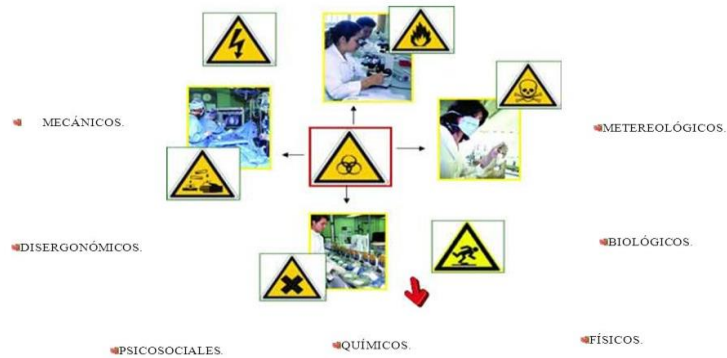 MECÁNICOS.
METEREOLÓGICOS.
DISERGONÓMICOS.
BIOLÓGICOS.
PSICOSOCIALES.
QUÍMICOS.
FÍSICOS.